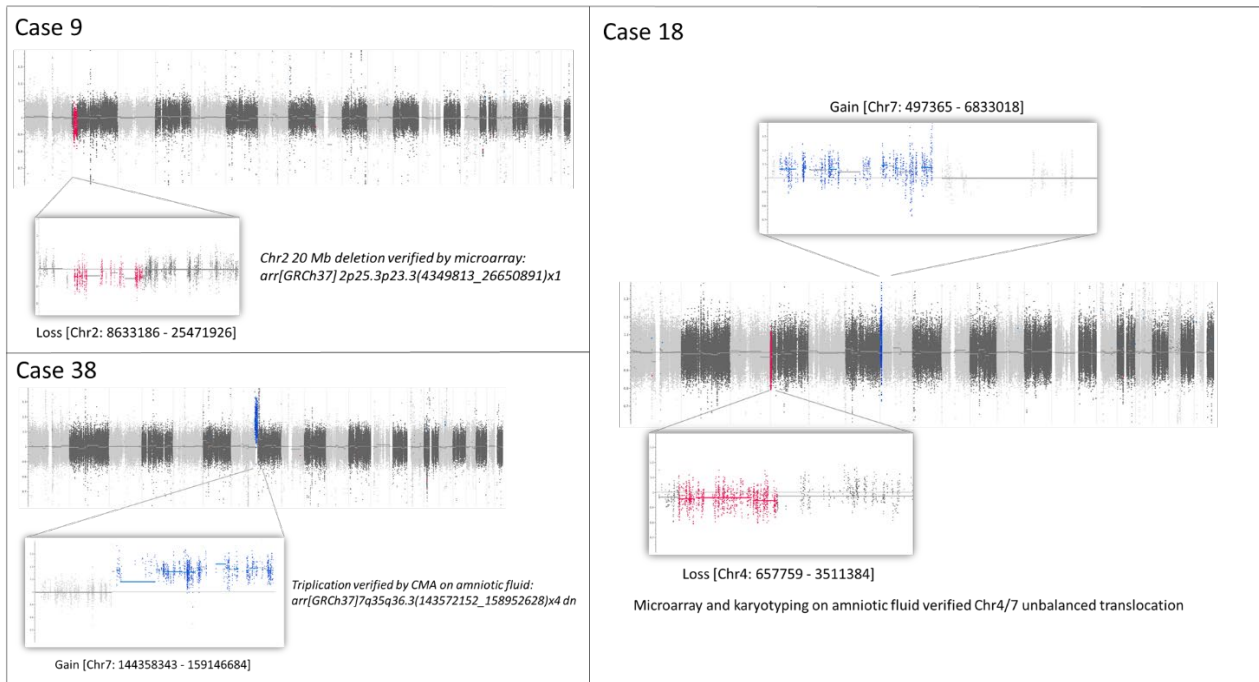 Case 9
Chr2 20 Mb deletion verified by microarray:
arr[GRCh37] 2p25.3p23.3(4349813_26650891)x1
Loss [Chr2: 8633186 - 25471926]
Case 38
Triplication verified by CMA on amniotic fluid:
arr[GRCh37]7q35q36.3(143572152_158952628)x4 dn
Gain [Chr7: 144358343 - 159146684]
Case 18
Gain [Chr7: 497365 - 6833018]
Loss [Chr4: 657759 - 3511384]
Microarray and karyotyping on amniotic fluid verified Chr4/7 unbalanced translocation